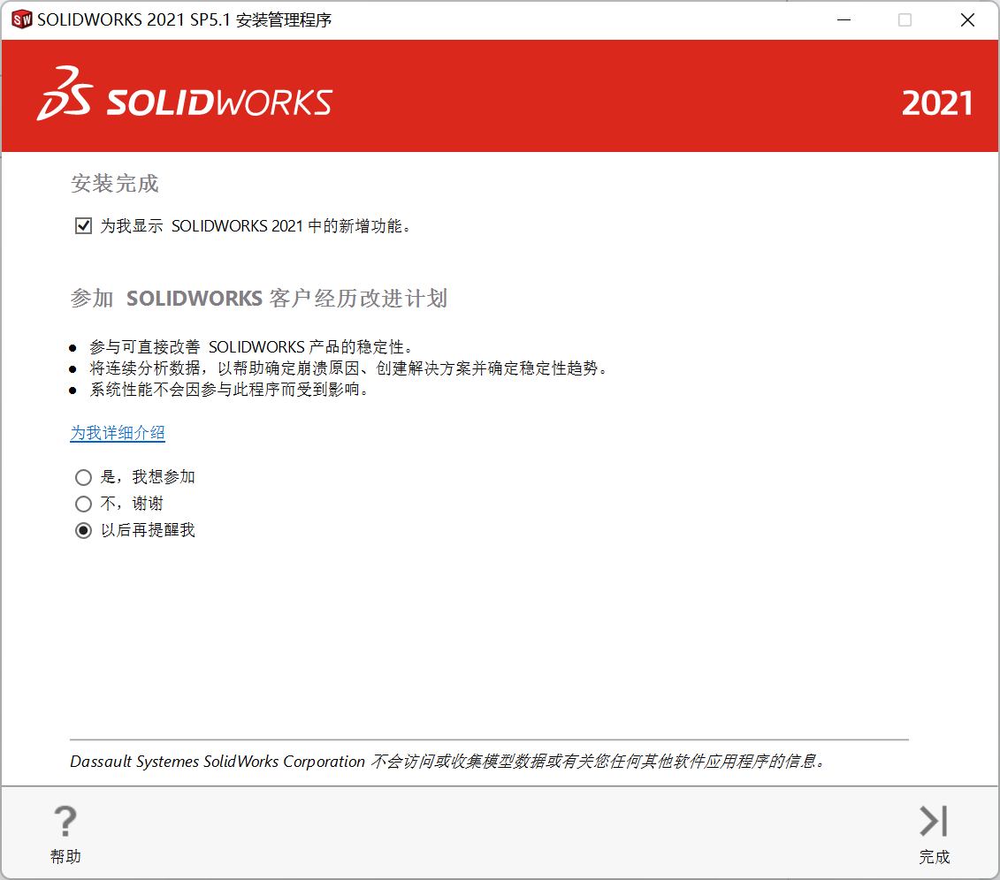 SOLIDWORKS 2021 SP5.1 安装管理程序
SOLIDWORKS
2021
安装完成
为我显示 SOLIDWORKS 2021 中的新增功能。
参加 SOLIDWORKS 客户经历改进计划
参与可直接改善 SOLIDWORKS 产品的稳定性。
将连续分析数据，以帮助确定崩溃原因、创建解决方案并确定稳定性趋势。
系统性能不会因参与此程序而受到影响。
为我详细介绍
是，我想参加
不，谢谢
以后再提醒我
Dassault Systemes SolidWorks Corporation 不会访问或收集模型数据或有关您任何其他软件应用程序的信息。
帮助
完成